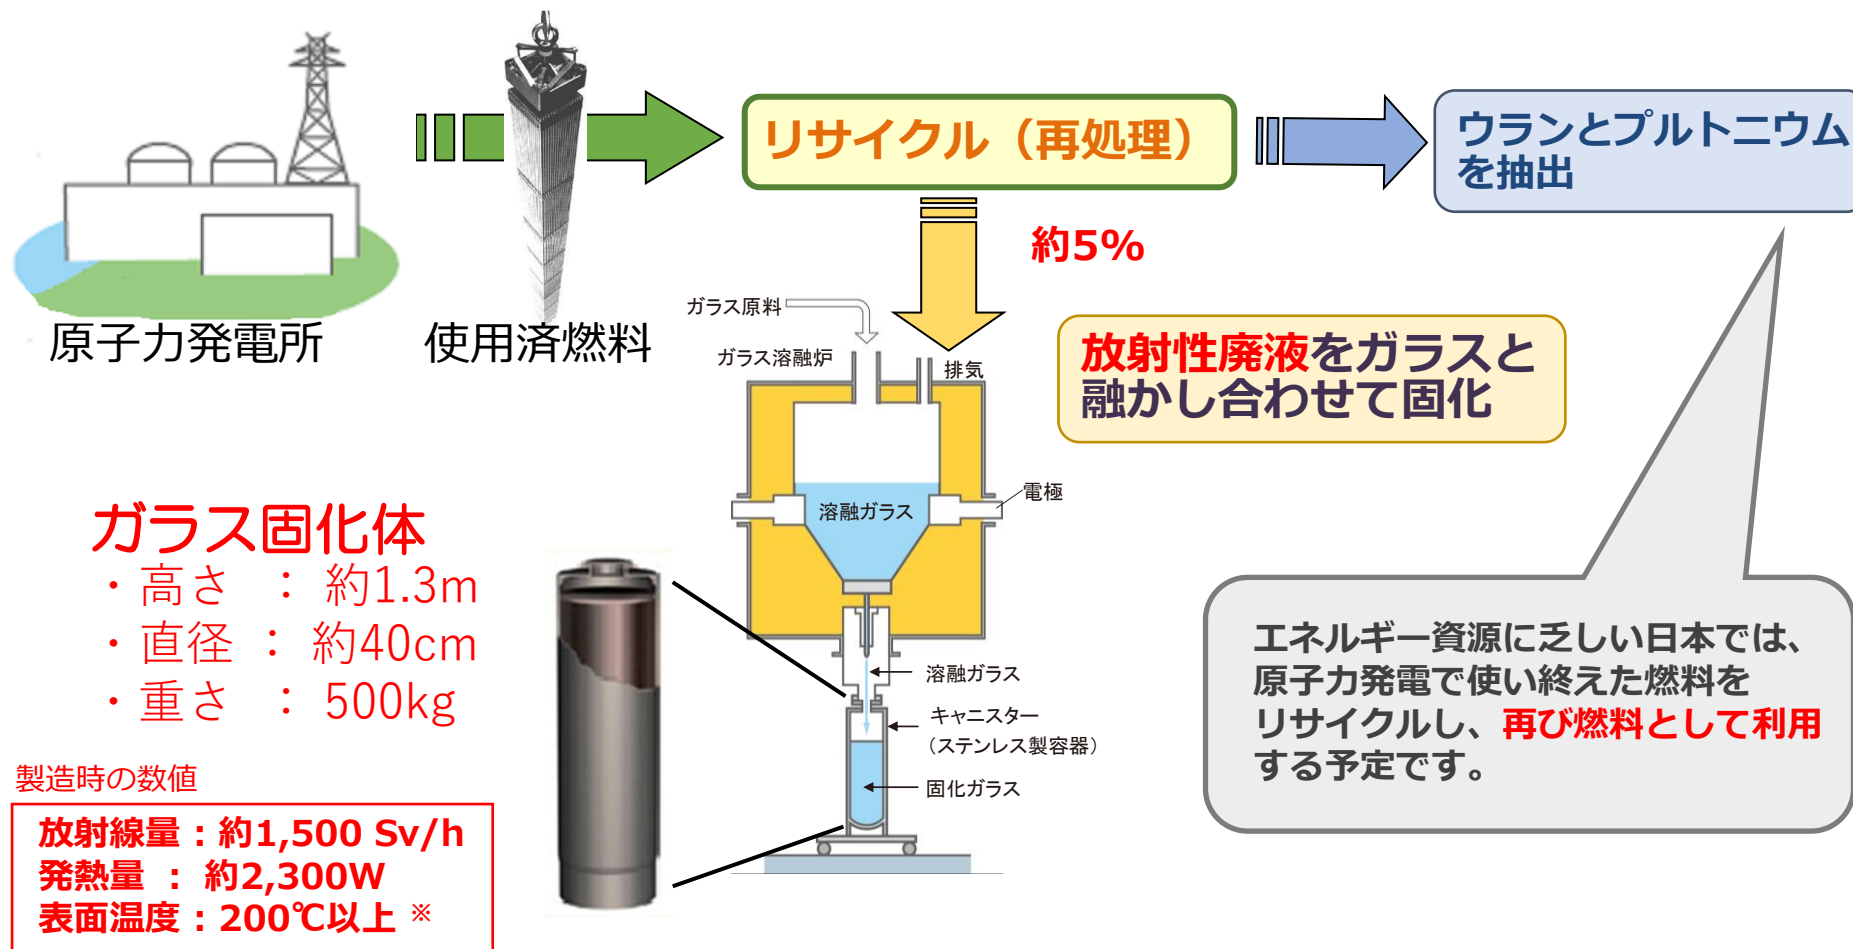 原子力発電所
使用済燃料
リサイクル（再処理）
ウランとプルトニウム
を抽出
約5%
ガラス原料
ガラス溶融炉
排気
放射性廃液をガラスと
融かし合わせて固化
電極
溶融ガラス
溶融ガラス
キャニスター
（ステンレス製容器）
固化ガラス
ガラス固化体
・高さ ： 約1.3m
・直径 ： 約40cm
・重さ ： 500kg
製造時の数値
放射線量：約1,500 Sv/h
発熱量 ： 約2,300W
表面温度：200℃以上 ※
エネルギー資源に乏しい日本では、
原子力発電で使い終えた燃料を
リサイクルし、再び燃料として利用
する予定です。